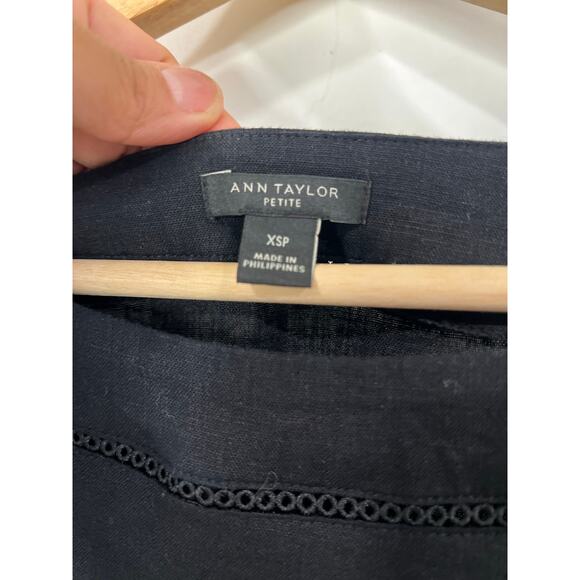 ANN TAYLOR
PETITE
XSP
MADE IN
PHILIPPINES